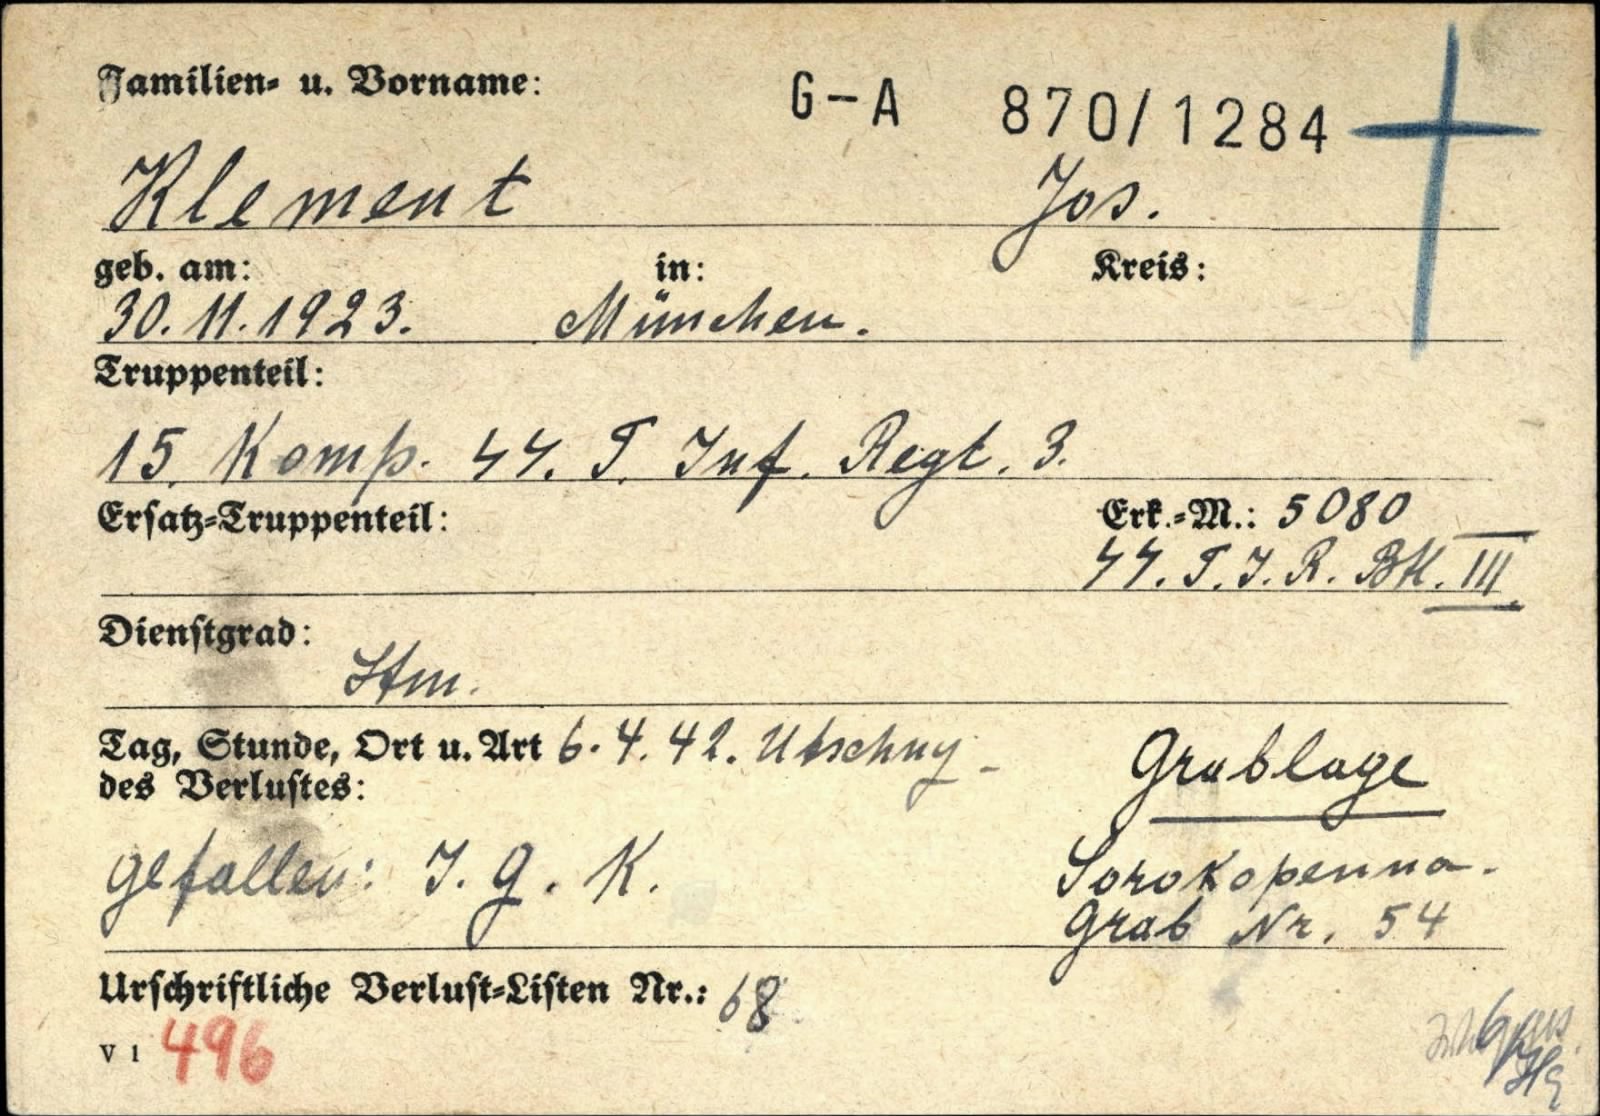 Familien- u. Vorname:
G-A 870/1284
Klement Jos.
geb. am: in: Kreis:
30.11.1923. München.
Truppenteil:
15. Komp. SS. T. Inf. Regt. 3.
Ersatz-Truppenteil: Erk.-M.: 5080
SS. T. I. R. Btl. III
Dienstgrad:
Stm.
Tag, Stunde, Ort u. Art 6.4.42. Utschny -
des Verlustes:
Grablage
gefallen: I. G. K.
Sorokopenna.
Grab Nr. 54
Urschriftliche Verlust-Listen Nr.: 68
V 1 496